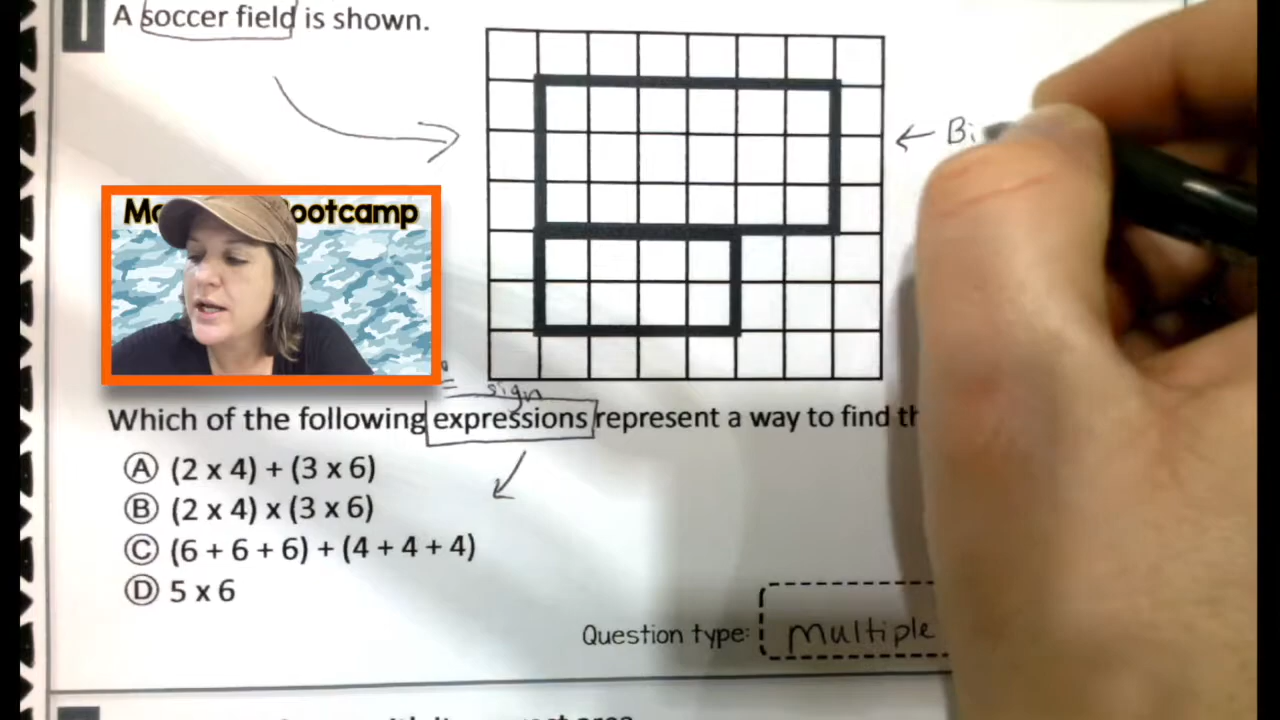 1 A soccer field is shown.
← Bi
Mo ootcamp
= sign
Which of the following expressions represent a way to find th
Ⓐ (2 x 4) + (3 x 6)
Ⓑ (2 x 4) x (3 x 6)
Ⓒ (6 + 6 + 6) + (4 + 4 + 4)
Ⓓ 5 x 6
Question type: multiple